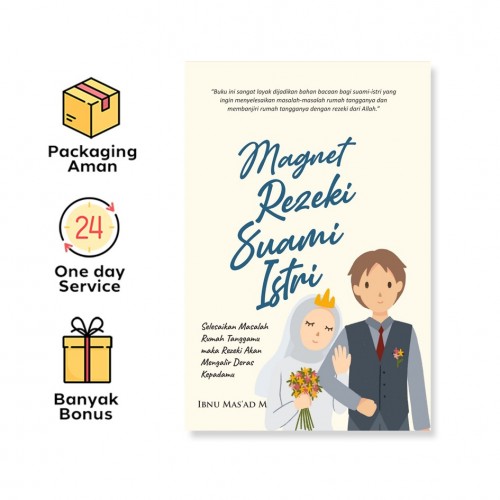 Packaging
Aman
24
One day
Service
Banyak
Bonus
"Buku ini sangat layak dijadikan bahan bacaan bagi suami-istri yang
ingin menyelesaikan masalah-masalah rumah tangganya dan
membanjiri rumah tangganya dengan rezeki dari Allah."
Magnet
Rezeki
Suami
Istri
Selesaikan Masalah
Rumah Tanggamu
maka Rezeki Akan
Mengalir Deras
Kepadamu
Ibnu Mas'ad M